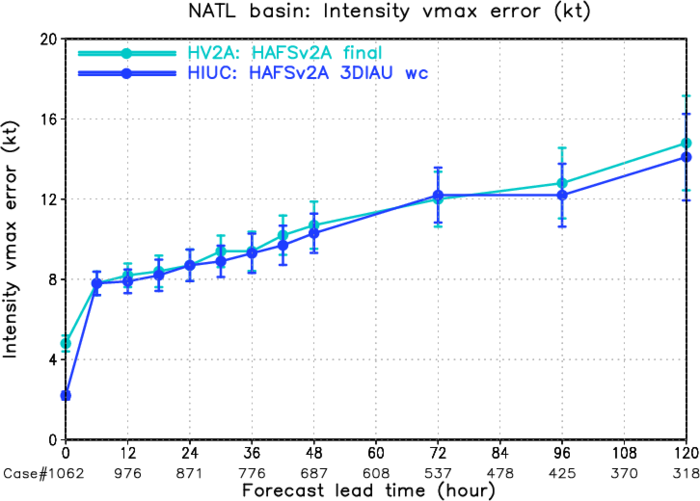 NATL basin: Intensity vmax error (kt)
HV2A: HAFSv2A final
HIUC: HAFSv2A 3DIAU wc
Intensity vmax error (kt)
20
16
12
8
4
0
0 12 24 36 48 60 72 84 96 108 120
Case#1062 976 871 776 687 608 537 478 425 370 318
Forecast lead time (hour)